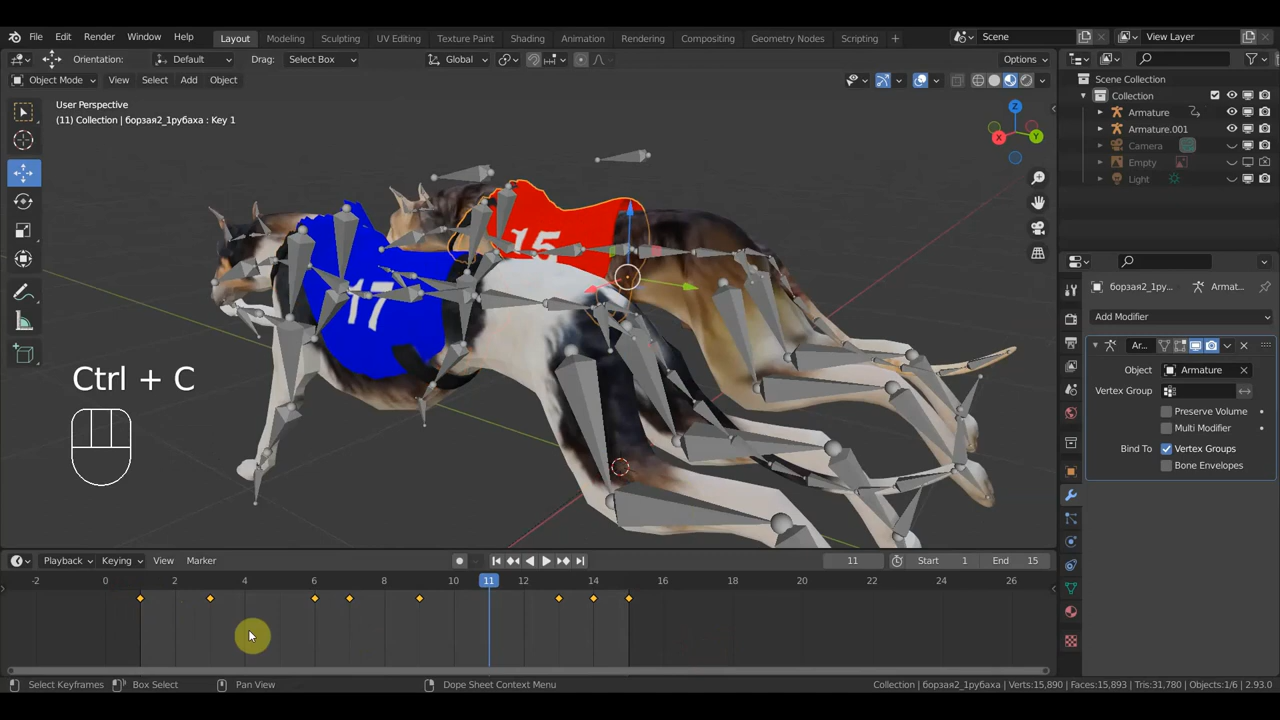 File Edit Render Window Help Layout Modeling Sculpting UV Editing Texture Paint Shading Animation Rendering Compositing Geometry Nodes Scripting + Scene View Layer
Orientation: Default Drag: Select Box Global Options
Object Mode View Select Add Object
User Perspective
(11) Collection | борзая2_1рубаха : Key 1
Z
Y
X
15
17
Ctrl + C
Scene Collection
Collection
Armature
Armature.001
Camera
Empty
Light
борзая2_1ру... Armat...
Add Modifier
Ar...
Object Armature
Vertex Group
Preserve Volume
Multi Modifier
Bind To Vertex Groups
Bone Envelopes
Playback Keying View Marker 11 Start 1 End 15
-2 0 2 4 6 8 10 11 12 14 16 18 20 22 24 26
Select Keyframes Box Select Pan View Dope Sheet Context Menu Collection | борзая2_1рубаха | Verts:15,890 | Faces:15,893 | Tris:31,780 | Objects:1/6 | 2.93.0